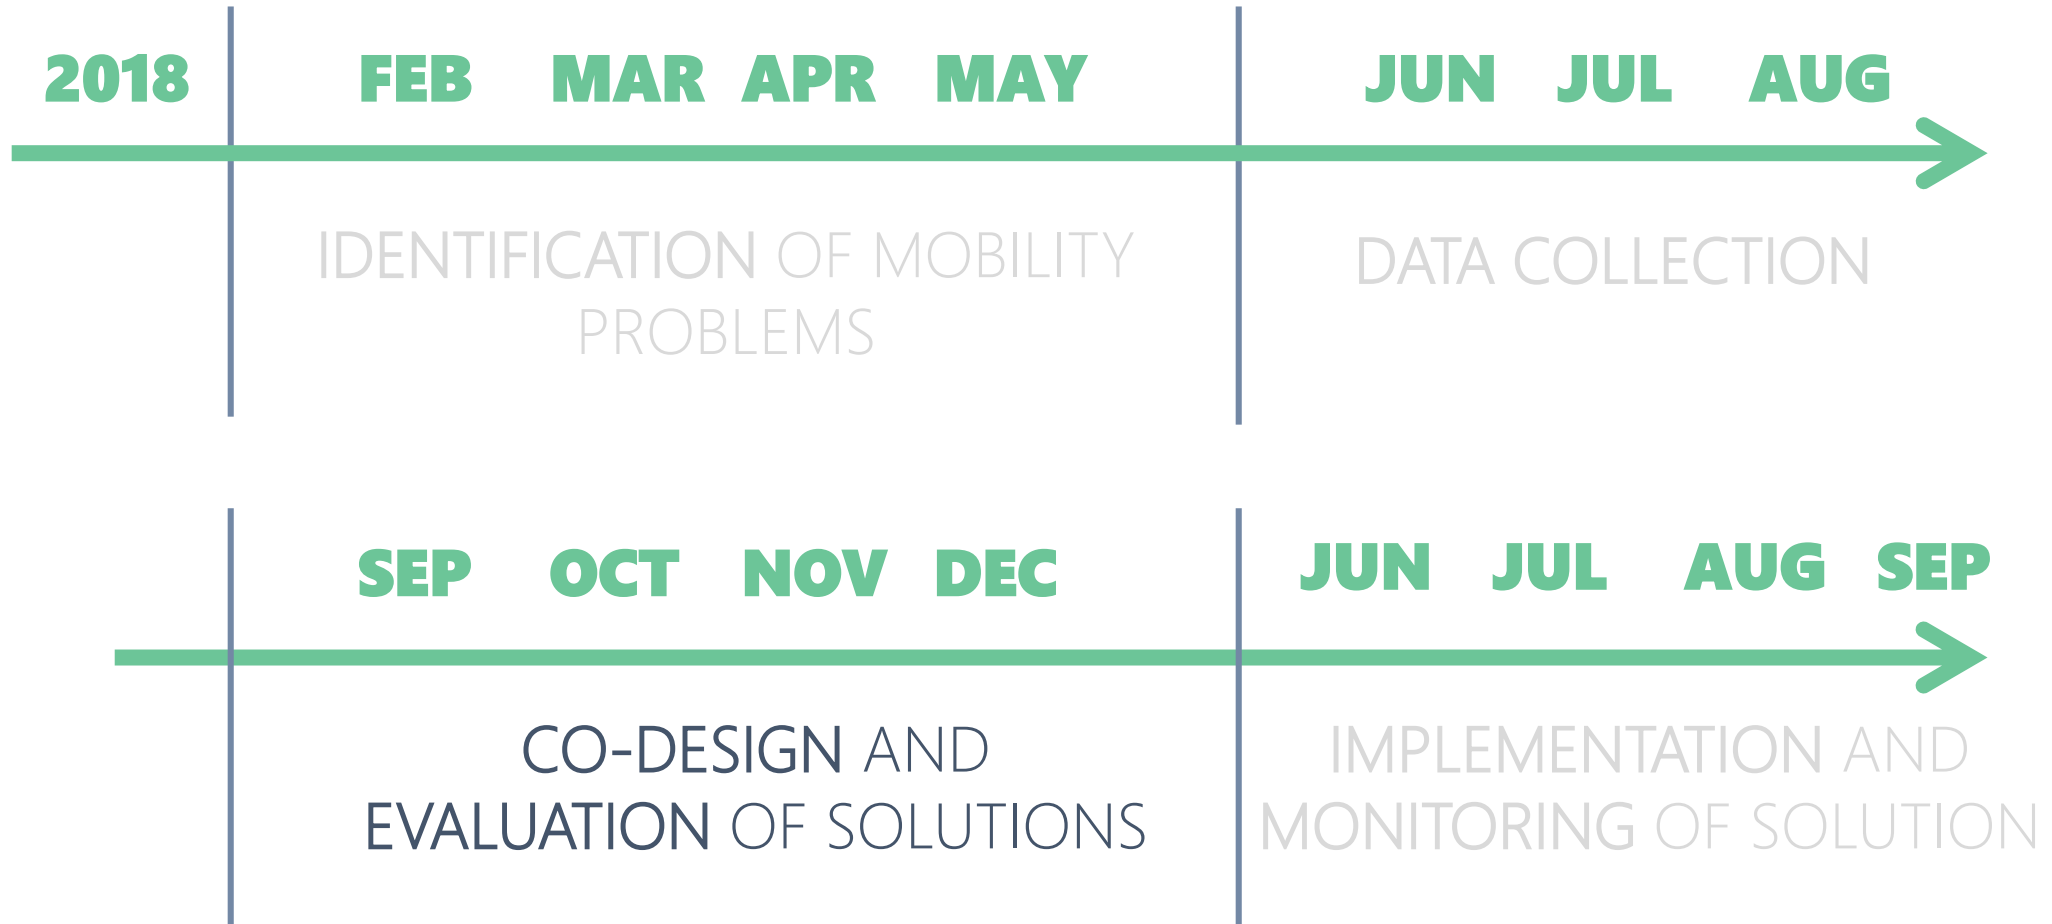 2018 FEB MAR APR MAY JUN JUL AUG
IDENTIFICATION OF MOBILITY
PROBLEMS
DATA COLLECTION
SEP OCT NOV DEC JUN JUL AUG SEP
CO-DESIGN AND
EVALUATION OF SOLUTIONS
IMPLEMENTATION AND
MONITORING OF SOLUTION